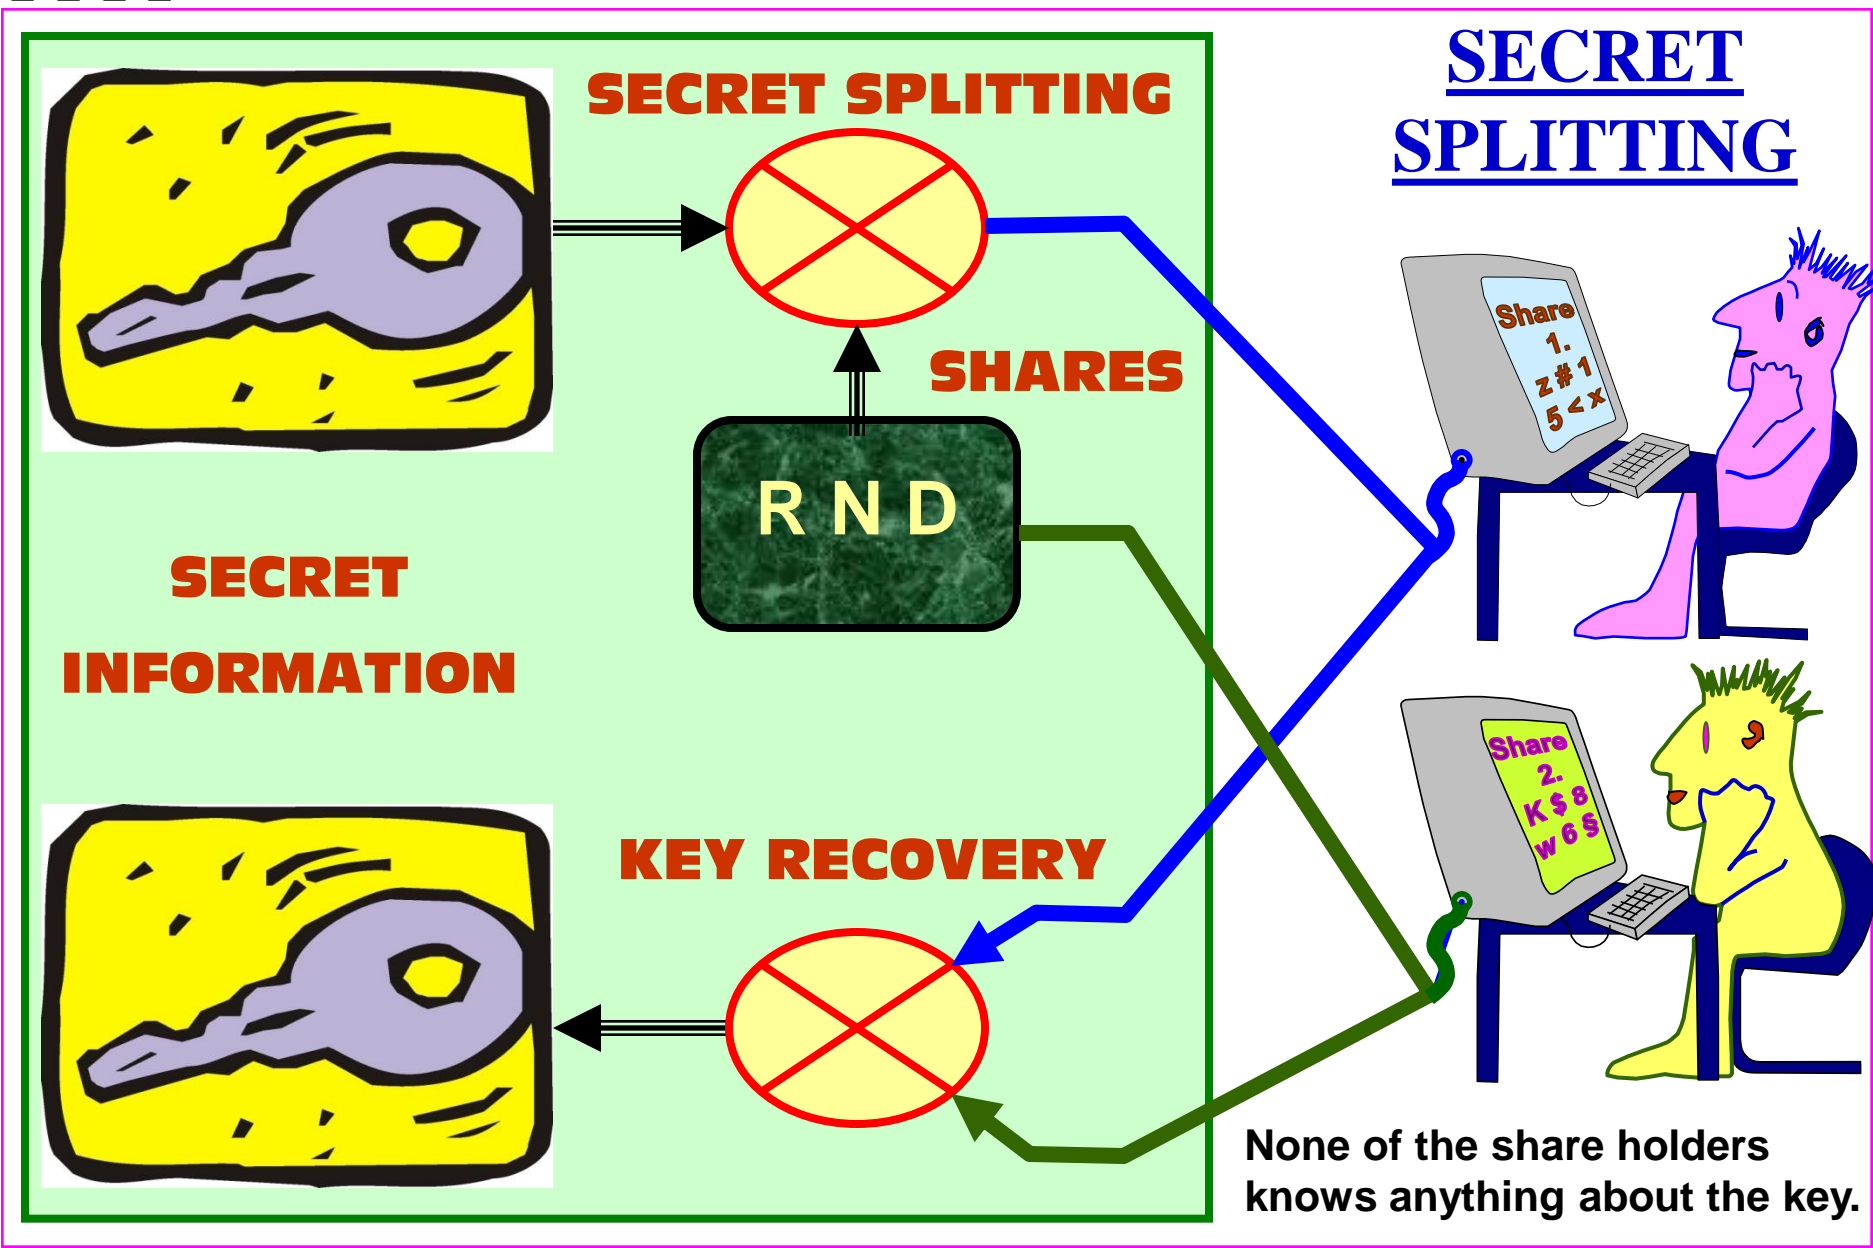 SECRET SPLITTING
SECRET
SPLITTING
SHARES
R N D
SECRET
INFORMATION
KEY RECOVERY
Share
1.
z # 1
5 < x
Share
2.
K $ 8
w 6 §
None of the share holders
knows anything about the key.